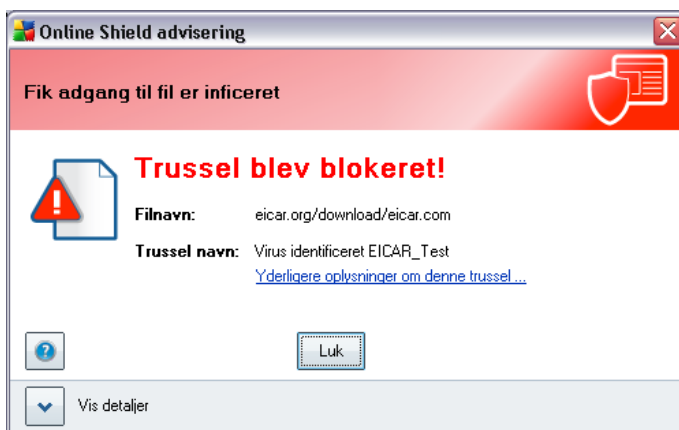 Online Shield advisering
Fik adgang til fil er inficeret
Trussel blev blokeret!
Filnavn: eicar.org/download/eicar.com
Trussel navn: Virus identificeret EICAR_Test
Yderligere oplysninger om denne trussel ...
Luk
Vis detaljer